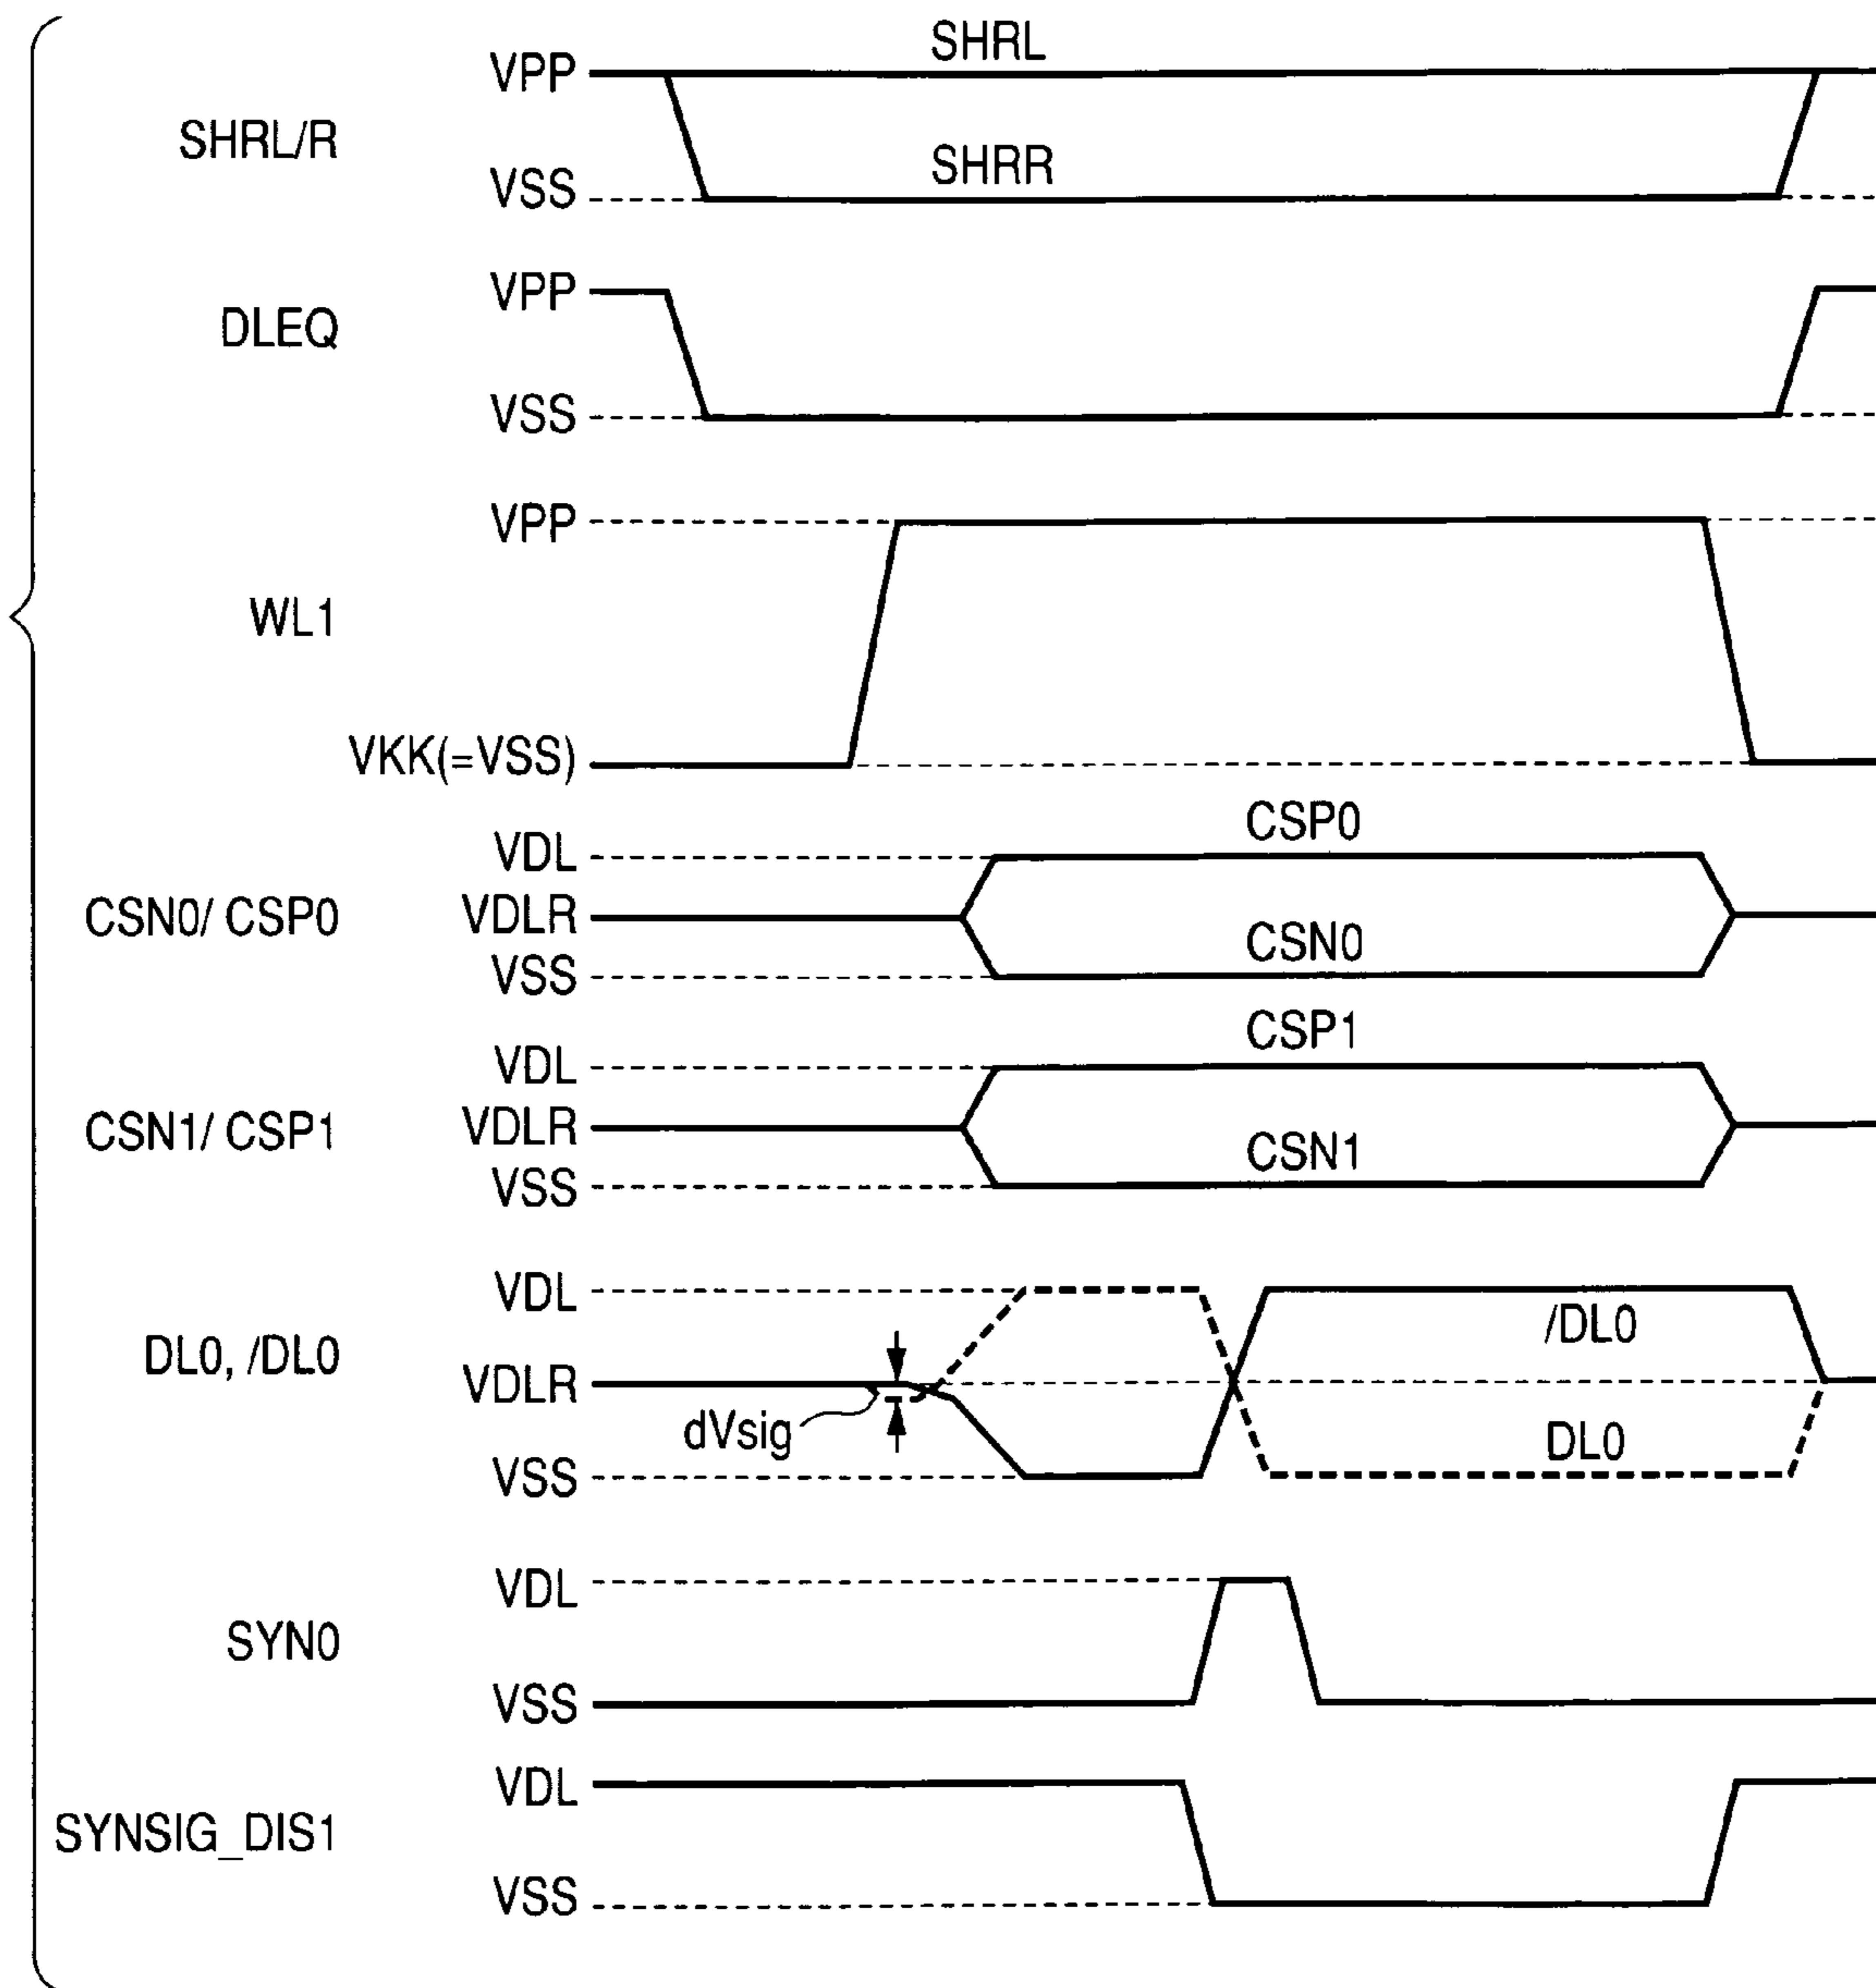 SHRL
VPP
SHRL/R
SHRR
VSS
VPP
DLEQ
VSS
VPP
WL1
VKK(=VSS)
CSP0
VDL
CSN0/ CSP0
VDLR
CSN0
VSS
CSP1
VDL
CSN1/ CSP1
VDLR
CSN1
VSS
VDL
/DL0
DL0, /DL0
VDLR
dVsig
DL0
VSS
VDL
SYN0
VSS
VDL
SYNSIG_DIS1
VSS